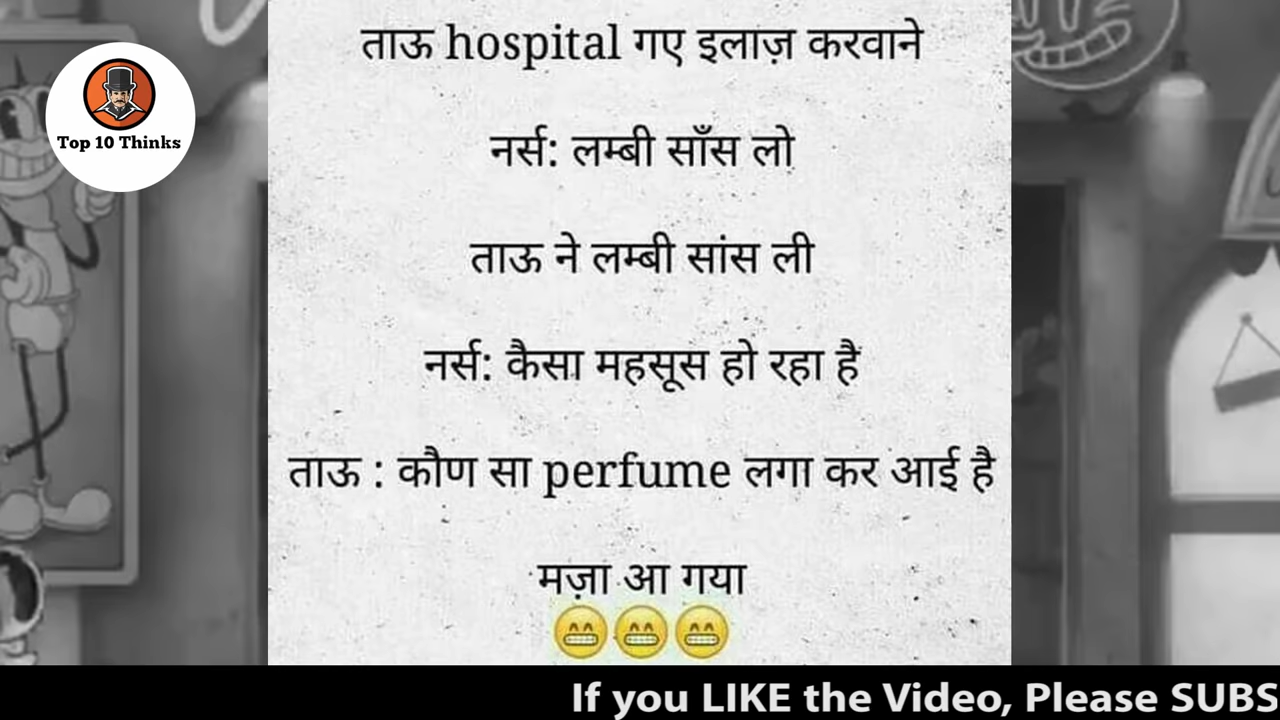 ताऊ hospital गए इलाज़ करवाने
नर्स: लम्बी साँस लो
ताऊ ने लम्बी सांस ली
नर्स: कैसा महसूस हो रहा है
ताऊ : कौण सा perfume लगा कर आई है
मज़ा आ गया
😁😁😁
Top 10 Thinks
If you LIKE the Video, Please SUBS